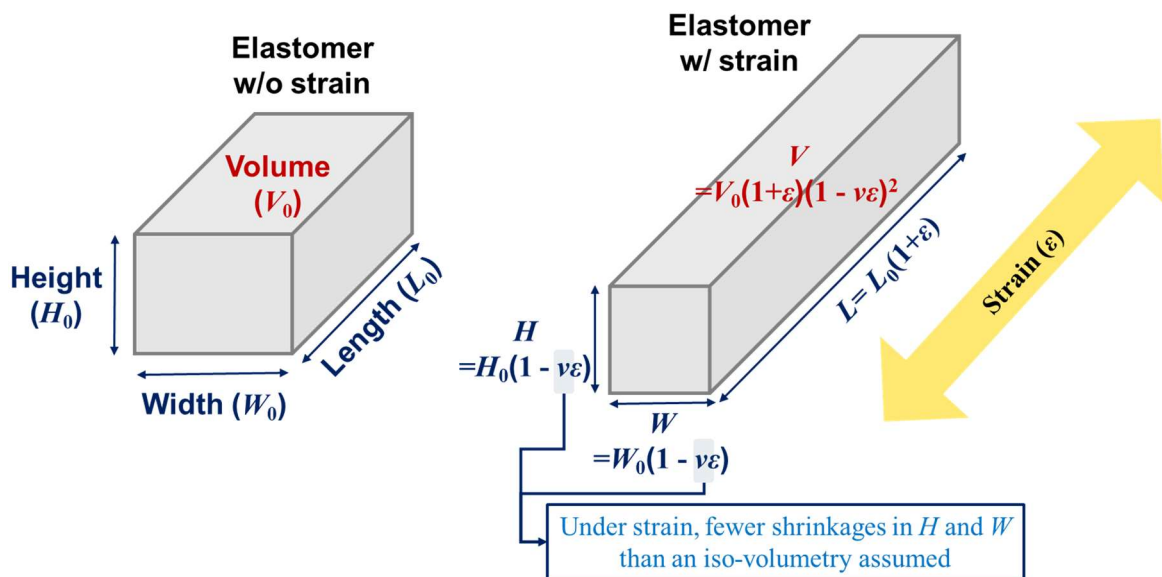 Elastomer
w/o strain
Volume
(V₀)
Height
(H₀)
Length (L₀)
Width (W₀)
Elastomer
w/ strain
V
=V₀(1+ε)(1 - νε)²
L= L₀(1+ε)
Strain (ε)
H
=H₀(1 - νε)
W
=W₀(1 - νε)
Under strain, fewer shrinkages in H and W
than an iso-volumetry assumed